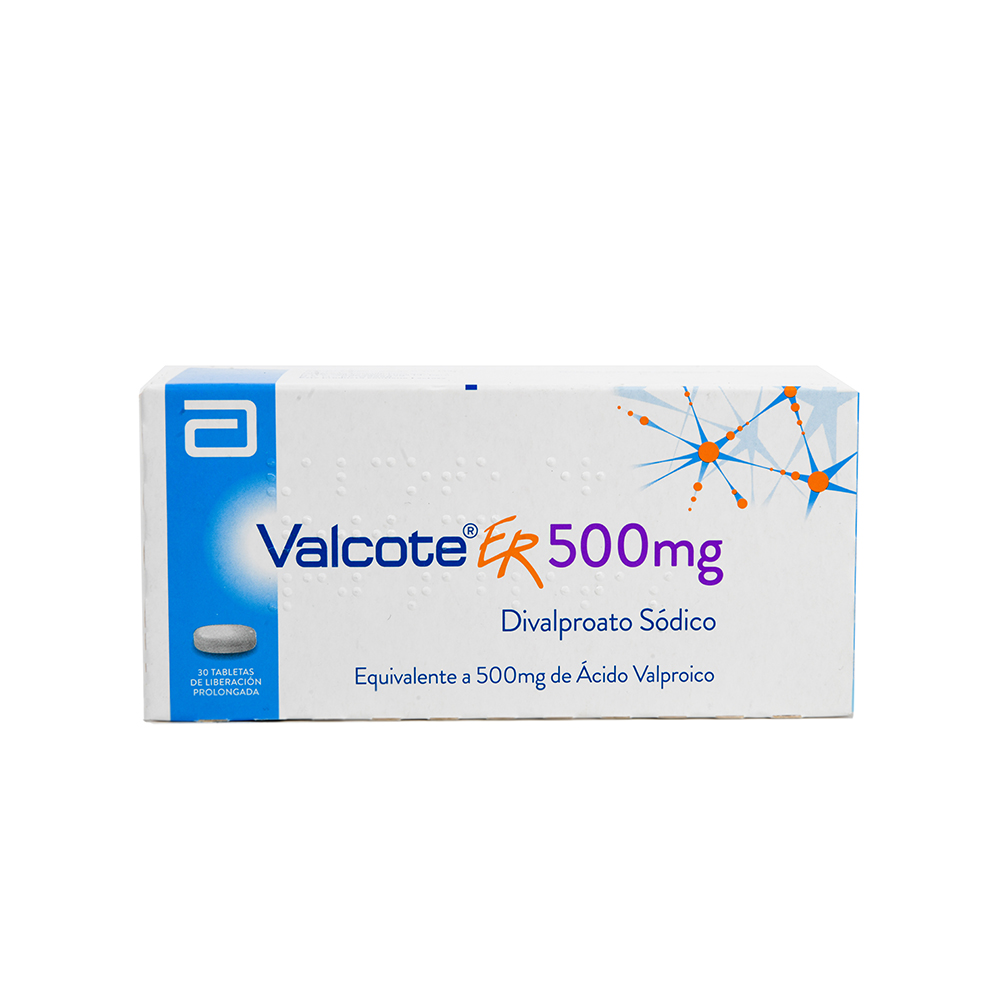 Valcote® ER 500mg
Divalproato Sódico
Equivalente a 500mg de Ácido Valproico
30 TABLETAS
DE LIBERACIÓN
PROLONGADA